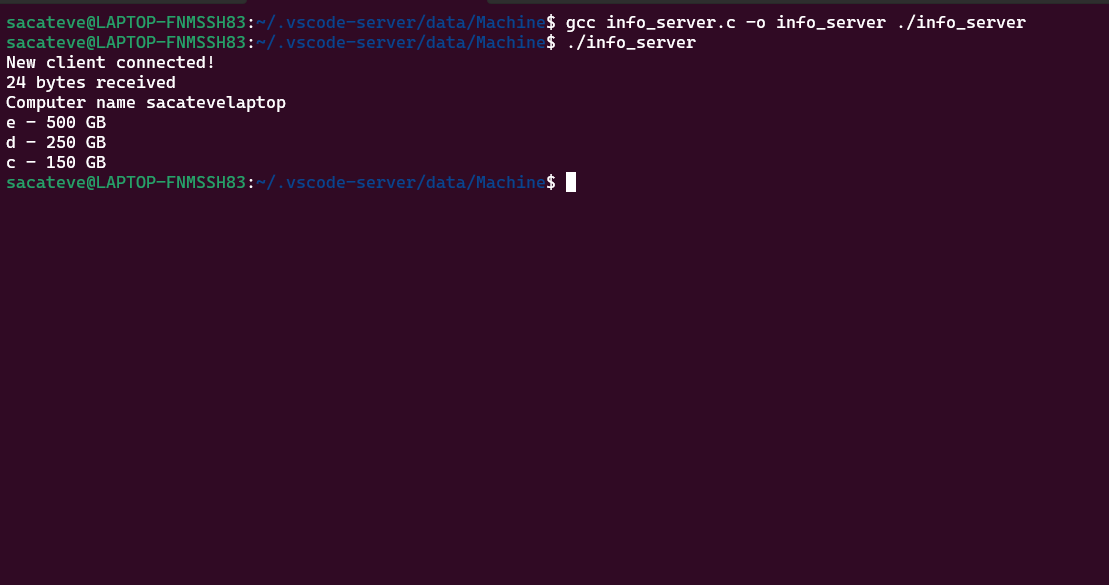 sacateve@LAPTOP-FNMSSH83:~/.vscode-server/data/Machine$ gcc info_server.c -o info_server ./info_server
sacateve@LAPTOP-FNMSSH83:~/.vscode-server/data/Machine$ ./info_server
New client connected!
24 bytes received
Computer name sacatevelaptop
e - 500 GB
d - 250 GB
c - 150 GB
sacateve@LAPTOP-FNMSSH83:~/.vscode-server/data/Machine$